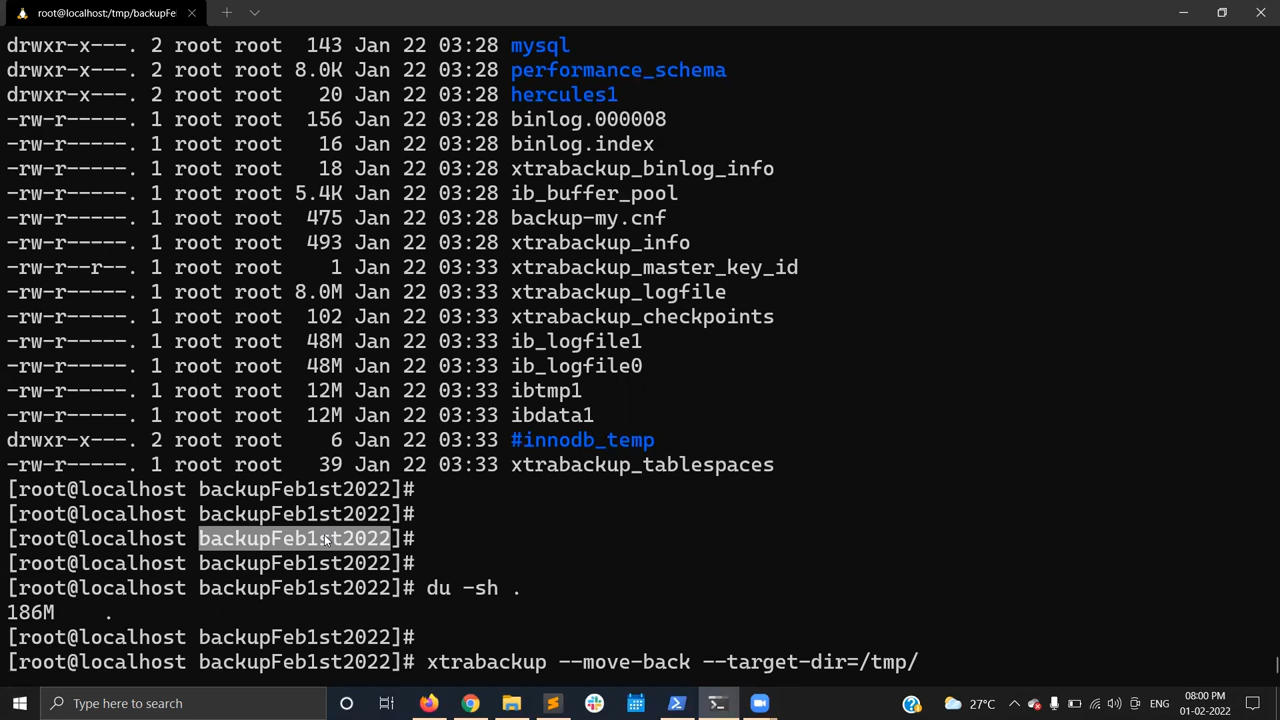 root@localhost:/tmp/backupFel
drwxr-x---. 2 root root  143 Jan 22 03:28 mysql
drwxr-x---. 2 root root 8.0K Jan 22 03:28 performance_schema
drwxr-x---. 2 root root   20 Jan 22 03:28 hercules1
-rw-r-----. 1 root root  156 Jan 22 03:28 binlog.000008
-rw-r-----. 1 root root   16 Jan 22 03:28 binlog.index
-rw-r-----. 1 root root   18 Jan 22 03:28 xtrabackup_binlog_info
-rw-r-----. 1 root root 5.4K Jan 22 03:28 ib_buffer_pool
-rw-r-----. 1 root root  475 Jan 22 03:28 backup-my.cnf
-rw-r-----. 1 root root  493 Jan 22 03:28 xtrabackup_info
-rw-r--r--. 1 root root    1 Jan 22 03:33 xtrabackup_master_key_id
-rw-r-----. 1 root root 8.0M Jan 22 03:33 xtrabackup_logfile
-rw-r-----. 1 root root  102 Jan 22 03:33 xtrabackup_checkpoints
-rw-r-----. 1 root root  48M Jan 22 03:33 ib_logfile1
-rw-r-----. 1 root root  48M Jan 22 03:33 ib_logfile0
-rw-r-----. 1 root root  12M Jan 22 03:33 ibtmp1
-rw-r-----. 1 root root  12M Jan 22 03:33 ibdata1
drwxr-x---. 2 root root    6 Jan 22 03:33 #innodb_temp
-rw-r-----. 1 root root   39 Jan 22 03:33 xtrabackup_tablespaces
[root@localhost backupFeb1st2022]#
[root@localhost backupFeb1st2022]#
[root@localhost backupFeb1st2022]#
[root@localhost backupFeb1st2022]#
[root@localhost backupFeb1st2022]# du -sh .
186M    .
[root@localhost backupFeb1st2022]#
[root@localhost backupFeb1st2022]# xtrabackup --move-back --target-dir=/tmp/
Type here to search
27°C
ENG
08:00 PM
01-02-2022